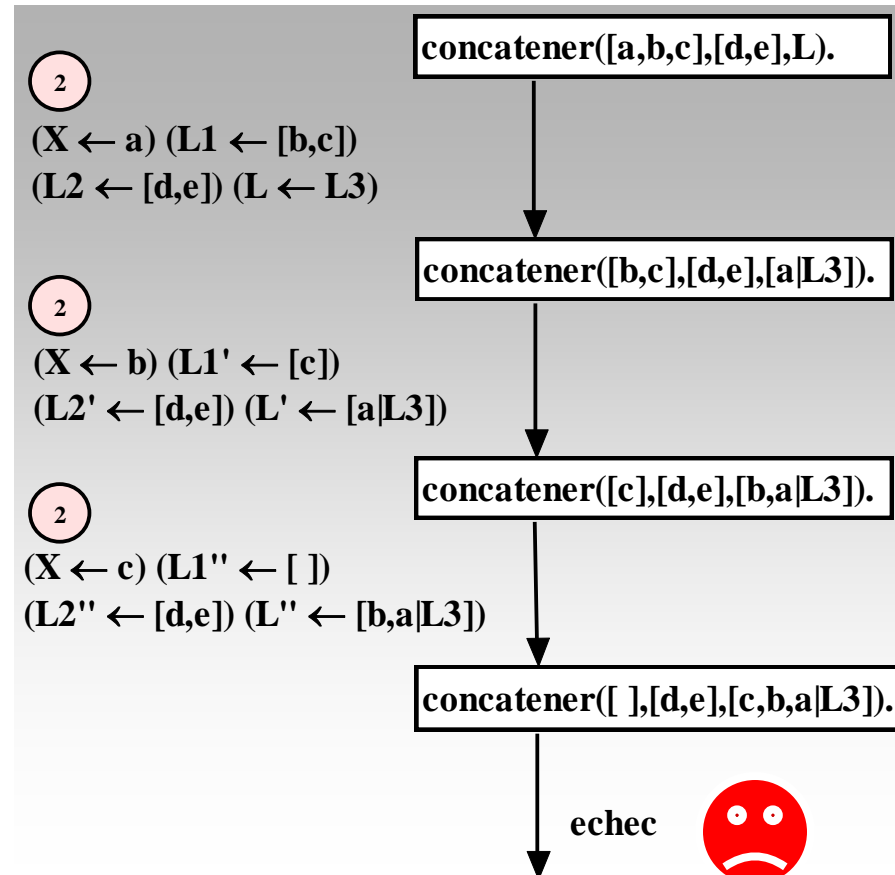 concatener([a,b,c],[d,e],L).
2
(X ← a) (L1 ← [b,c])
(L2 ← [d,e]) (L ← L3)
concatener([b,c],[d,e],[a|L3]).
2
(X ← b) (L1' ← [c])
(L2' ← [d,e]) (L' ← [a|L3])
concatener([c],[d,e],[b,a|L3]).
2
(X ← c) (L1'' ← [ ])
(L2'' ← [d,e]) (L'' ← [b,a|L3])
concatener([ ],[d,e],[c,b,a|L3]).
echec